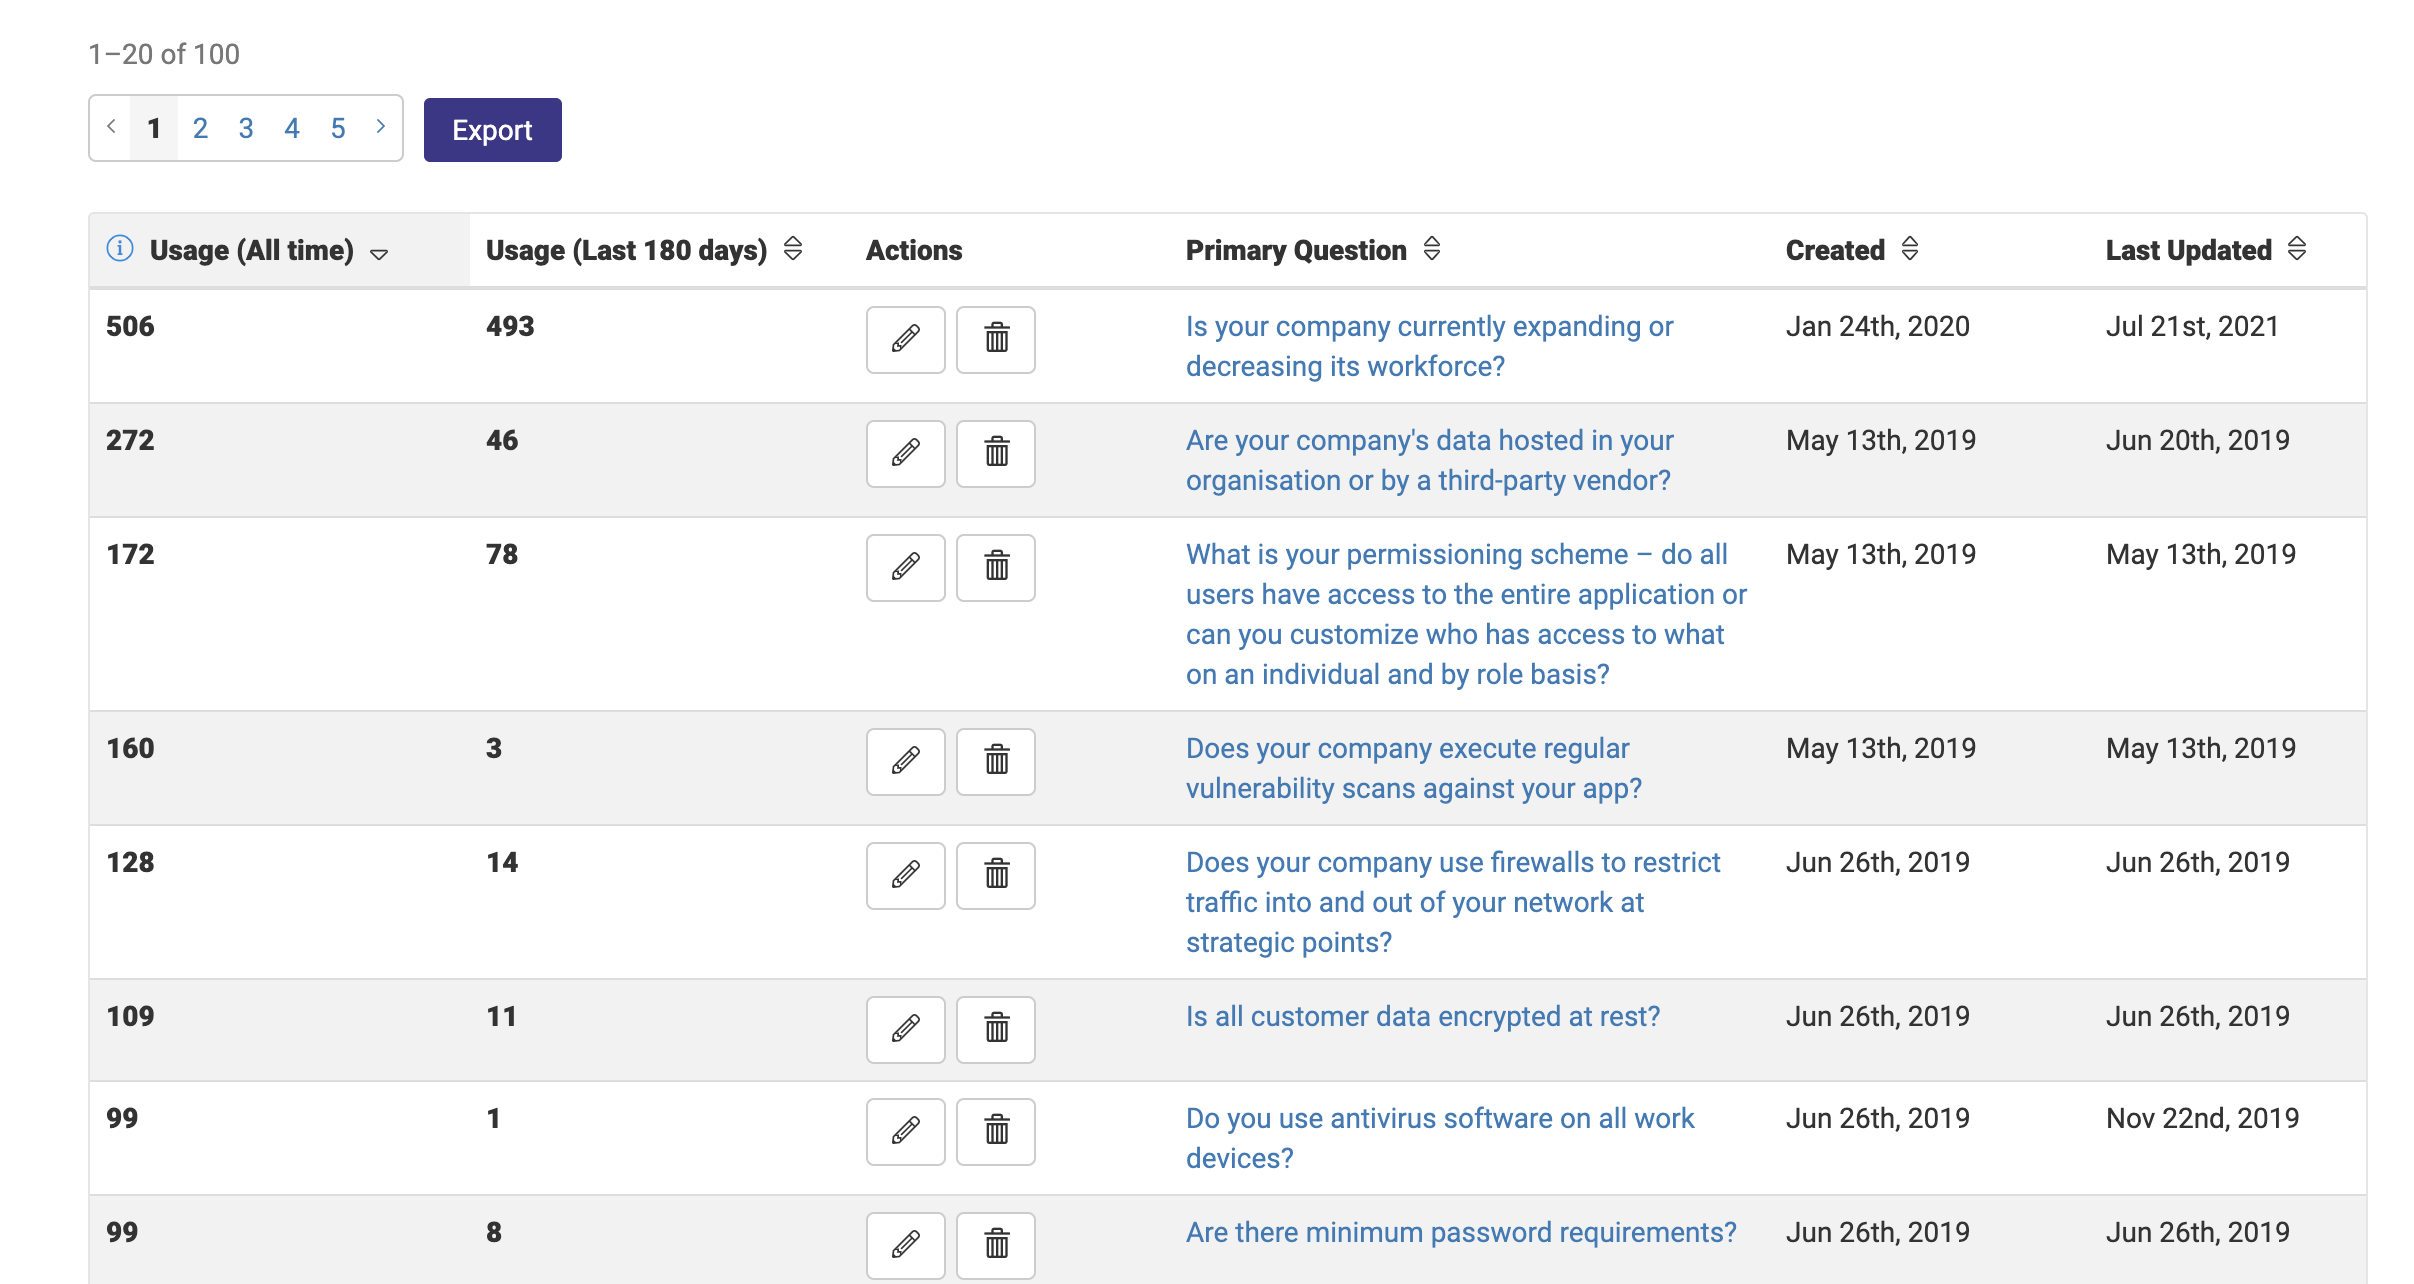 1–20 of 100
1 2 3 4 5 Export
Usage (All time) Usage (Last 180 days) Actions Primary Question Created Last Updated
506 493 Is your company currently expanding or Jan 24th, 2020 Jul 21st, 2021
decreasing its workforce?
272 46 Are your company's data hosted in your May 13th, 2019 Jun 20th, 2019
organisation or by a third-party vendor?
172 78 What is your permissioning scheme – do all May 13th, 2019 May 13th, 2019
users have access to the entire application or
can you customize who has access to what
on an individual and by role basis?
160 3 Does your company execute regular May 13th, 2019 May 13th, 2019
vulnerability scans against your app?
128 14 Does your company use firewalls to restrict Jun 26th, 2019 Jun 26th, 2019
traffic into and out of your network at
strategic points?
109 11 Is all customer data encrypted at rest? Jun 26th, 2019 Jun 26th, 2019
99 1 Do you use antivirus software on all work Jun 26th, 2019 Nov 22nd, 2019
devices?
99 8 Are there minimum password requirements? Jun 26th, 2019 Jun 26th, 2019